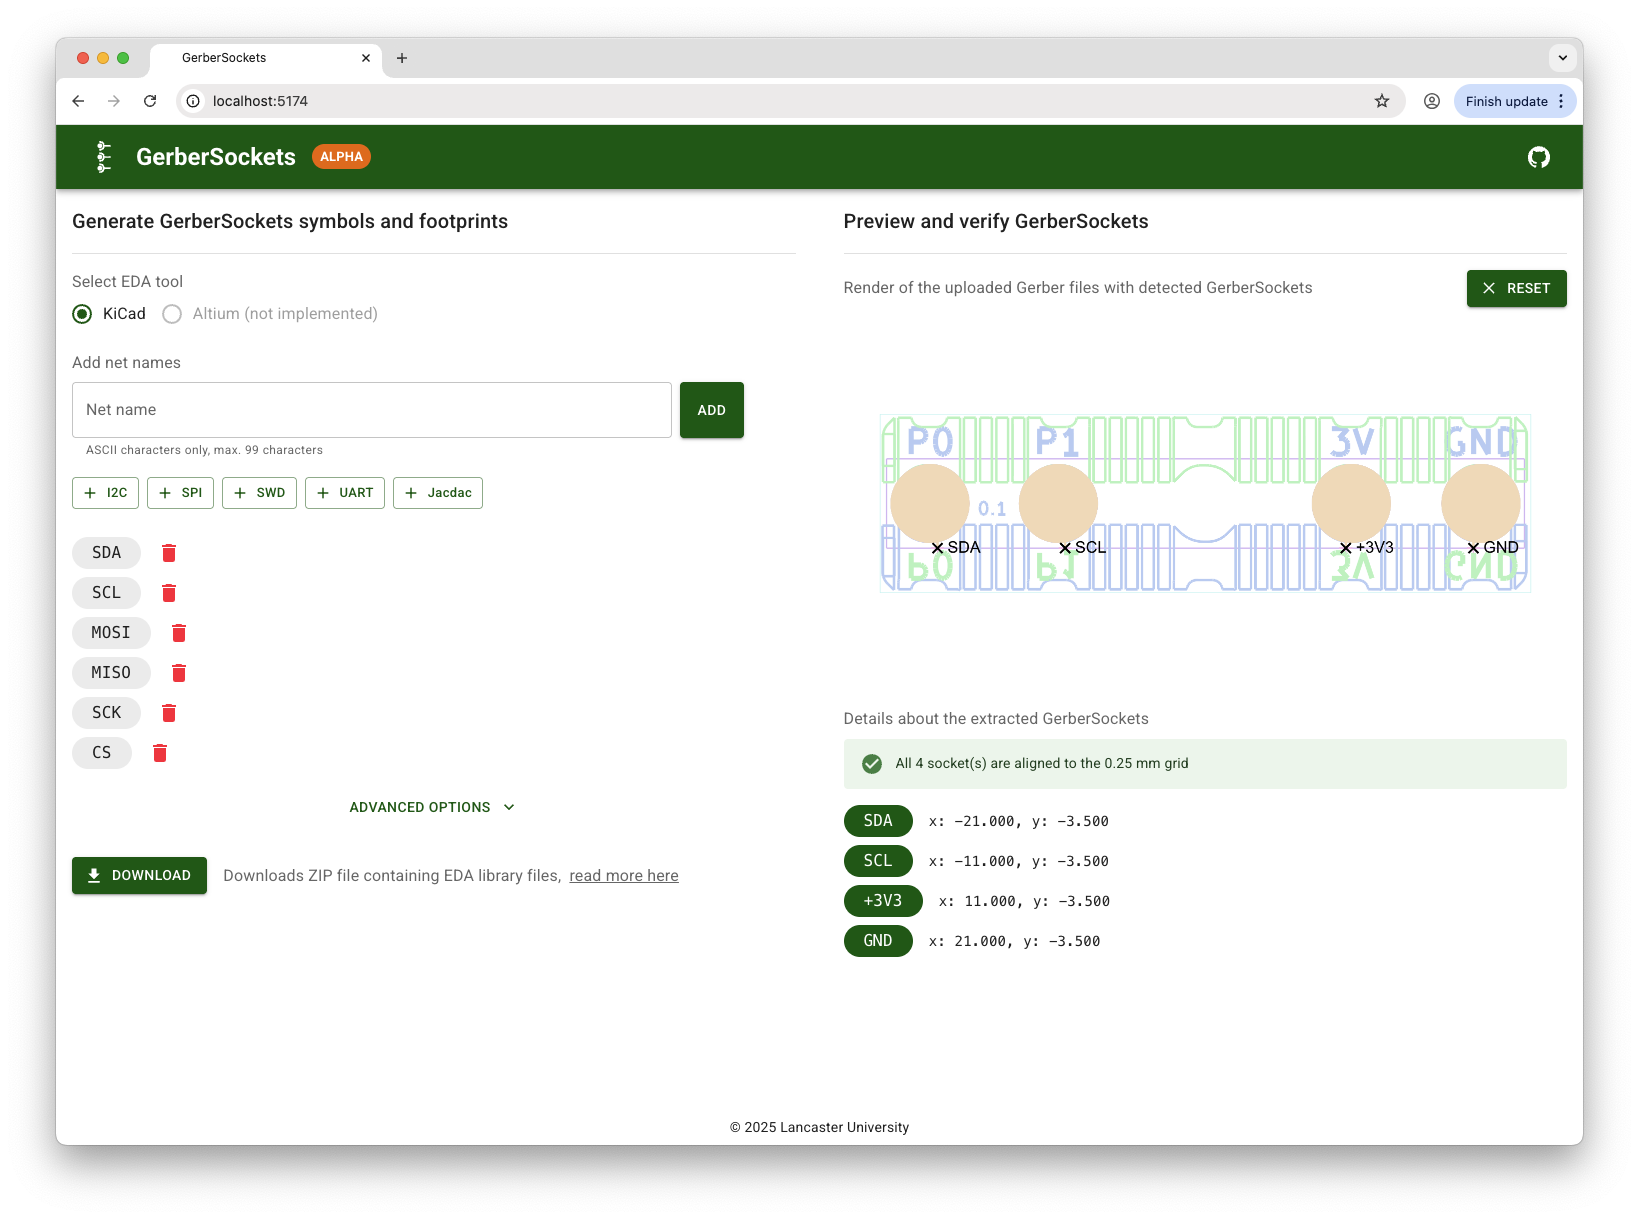 GerberSockets
localhost:5174
Finish update
GerberSockets ALPHA
Generate GerberSockets symbols and footprints
Select EDA tool
KiCad Altium (not implemented)
Add net names
Net name
ADD
ASCII characters only, max. 99 characters
I2C SPI SWD UART Jacdac
SDA
SCL
MOSI
MISO
SCK
CS
ADVANCED OPTIONS
DOWNLOAD Downloads ZIP file containing EDA library files, read more here
Preview and verify GerberSockets
Render of the uploaded Gerber files with detected GerberSockets
RESET
P0 P1 3V GND
0.1
SDA SCL +3V3 GND
P0 P1 3V GND
Details about the extracted GerberSockets
All 4 socket(s) are aligned to the 0.25 mm grid
SDA x: −21.000, y: −3.500
SCL x: −11.000, y: −3.500
+3V3 x: 11.000, y: −3.500
GND x: 21.000, y: −3.500
© 2025 Lancaster University